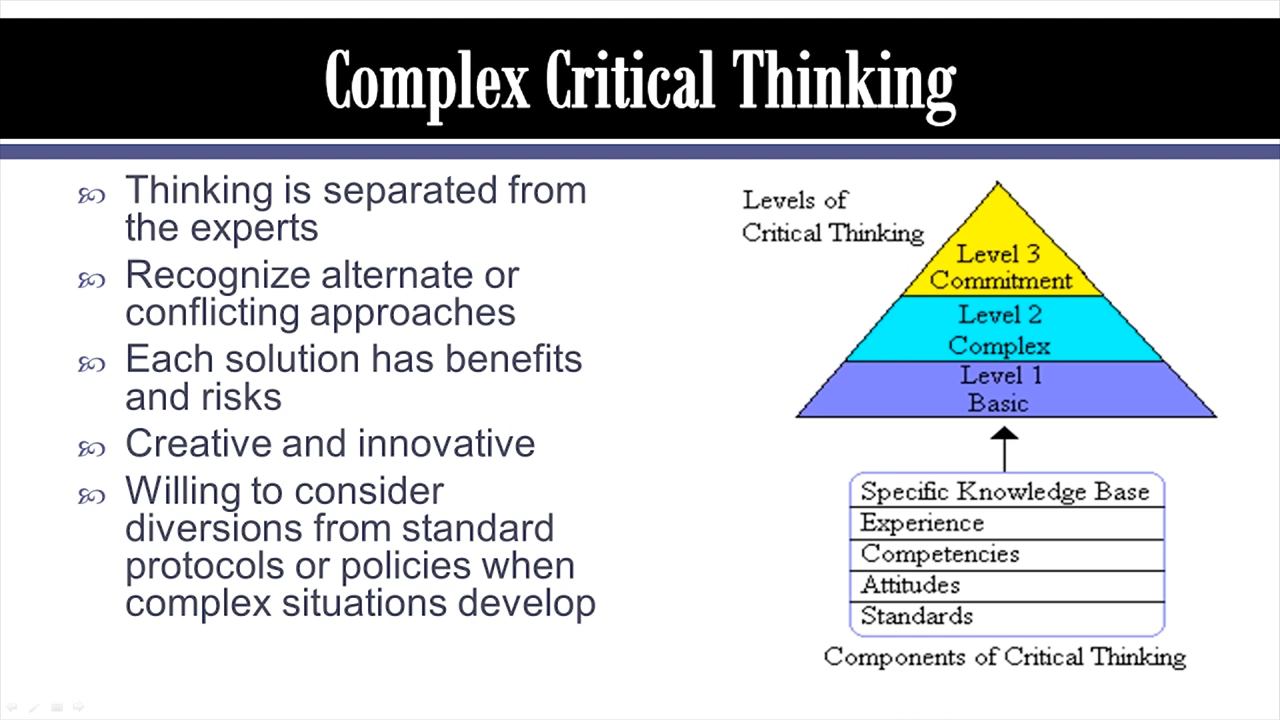 Complex Critical Thinking
Thinking is separated from
the experts
Recognize alternate or
conflicting approaches
Each solution has benefits
and risks
Creative and innovative
Willing to consider
diversions from standard
protocols or policies when
complex situations develop
Levels of
Critical Thinking
Level 3
Commitment
Level 2
Complex
Level 1
Basic
Specific Knowledge Base
Experience
Competencies
Attitudes
Standards
Components of Critical Thinking